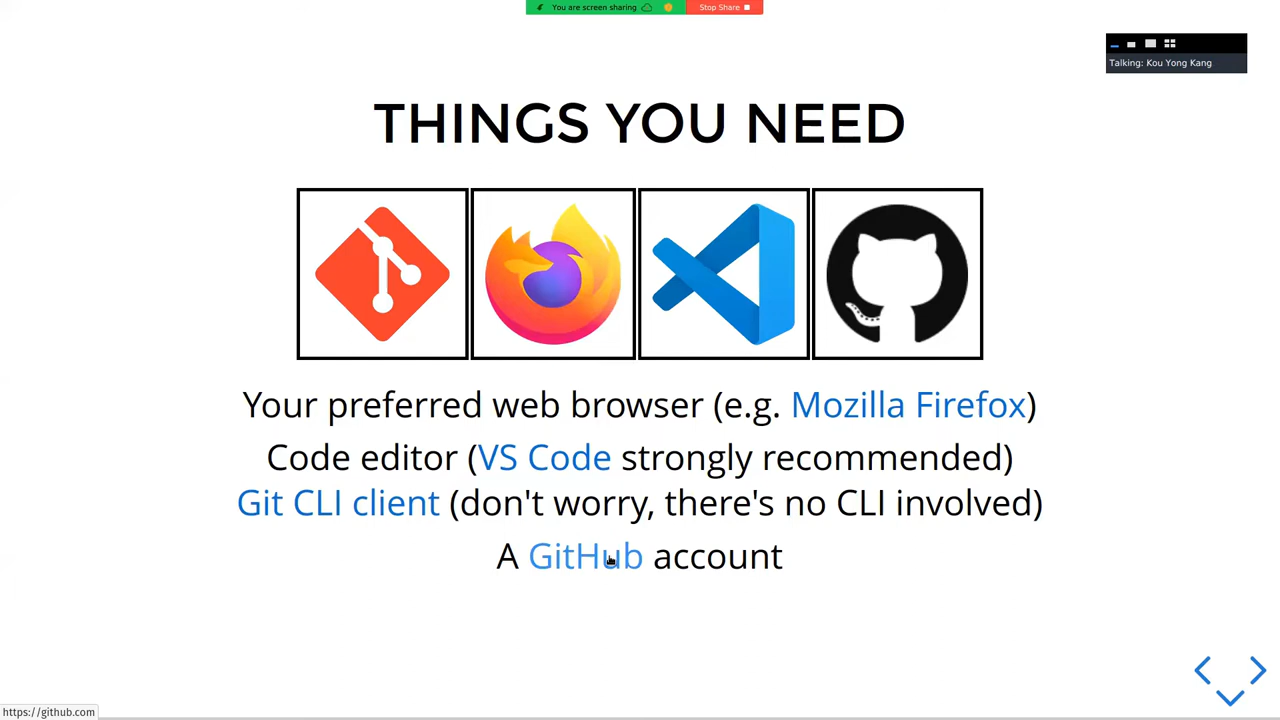 You are screen sharing
Stop Share
Talking: Kou Yong Kang
THINGS YOU NEED
Your preferred web browser (e.g. Mozilla Firefox)
Code editor (VS Code strongly recommended)
Git CLI client (don't worry, there's no CLI involved)
A GitHub account
https://github.com